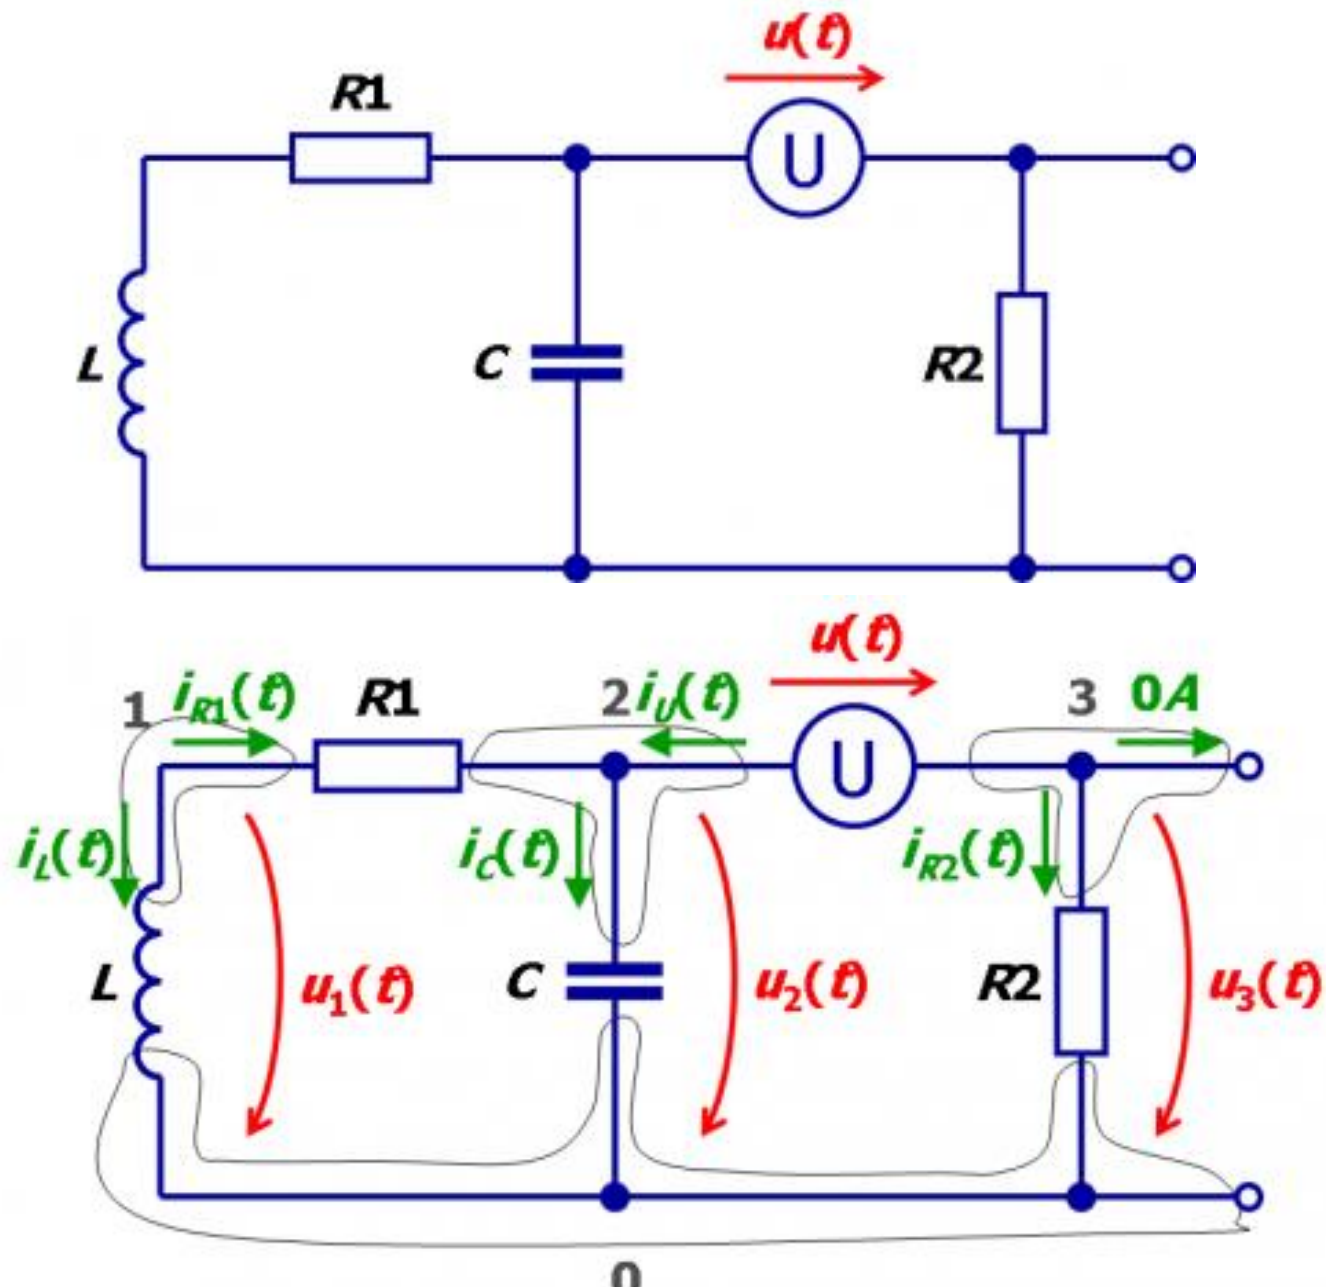 u(t)
R1
U
L
C
R2
u(t)
1 iR1(t) R1 2 iU(t) 3 0A
U
iL(t) iC(t) iR2(t)
L u1(t) C u2(t) R2 u3(t)
0